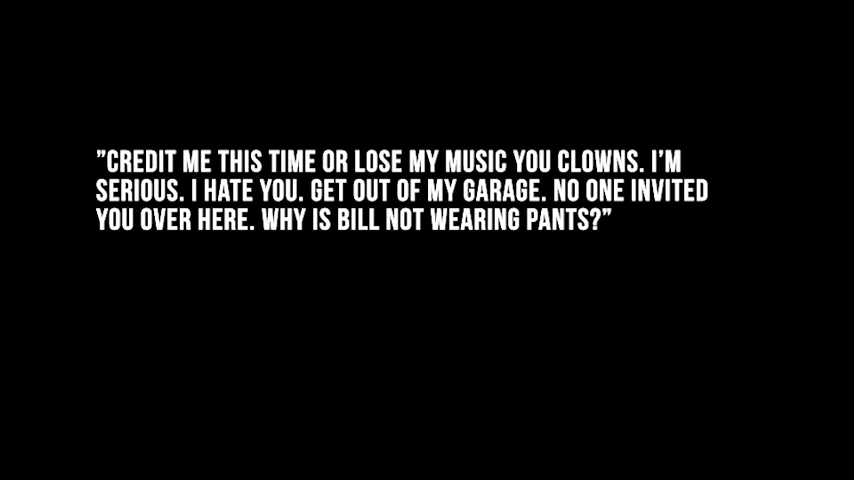 ”CREDIT ME THIS TIME OR LOSE MY MUSIC YOU CLOWNS. I’M
SERIOUS. I HATE YOU. GET OUT OF MY GARAGE. NO ONE INVITED
YOU OVER HERE. WHY IS BILL NOT WEARING PANTS?”